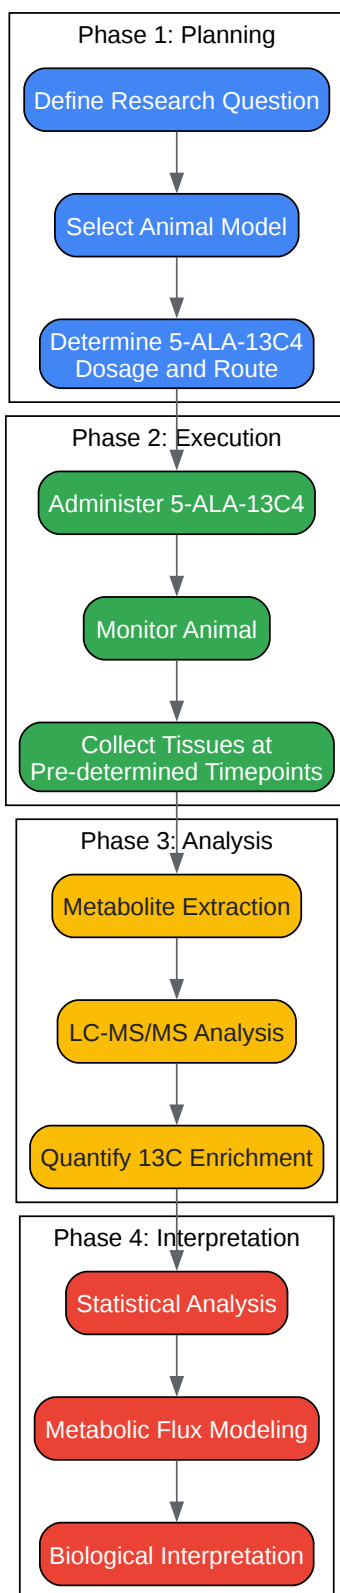 Phase 1: Planning
Define Research Question
Select Animal Model
Determine 5-ALA-13C4
Dosage and Route
Phase 2: Execution
Administer 5-ALA-13C4
Monitor Animal
Collect Tissues at
Pre-determined Timepoints
Phase 3: Analysis
Metabolite Extraction
LC-MS/MS Analysis
Quantify 13C Enrichment
Phase 4: Interpretation
Statistical Analysis
Metabolic Flux Modeling
Biological Interpretation